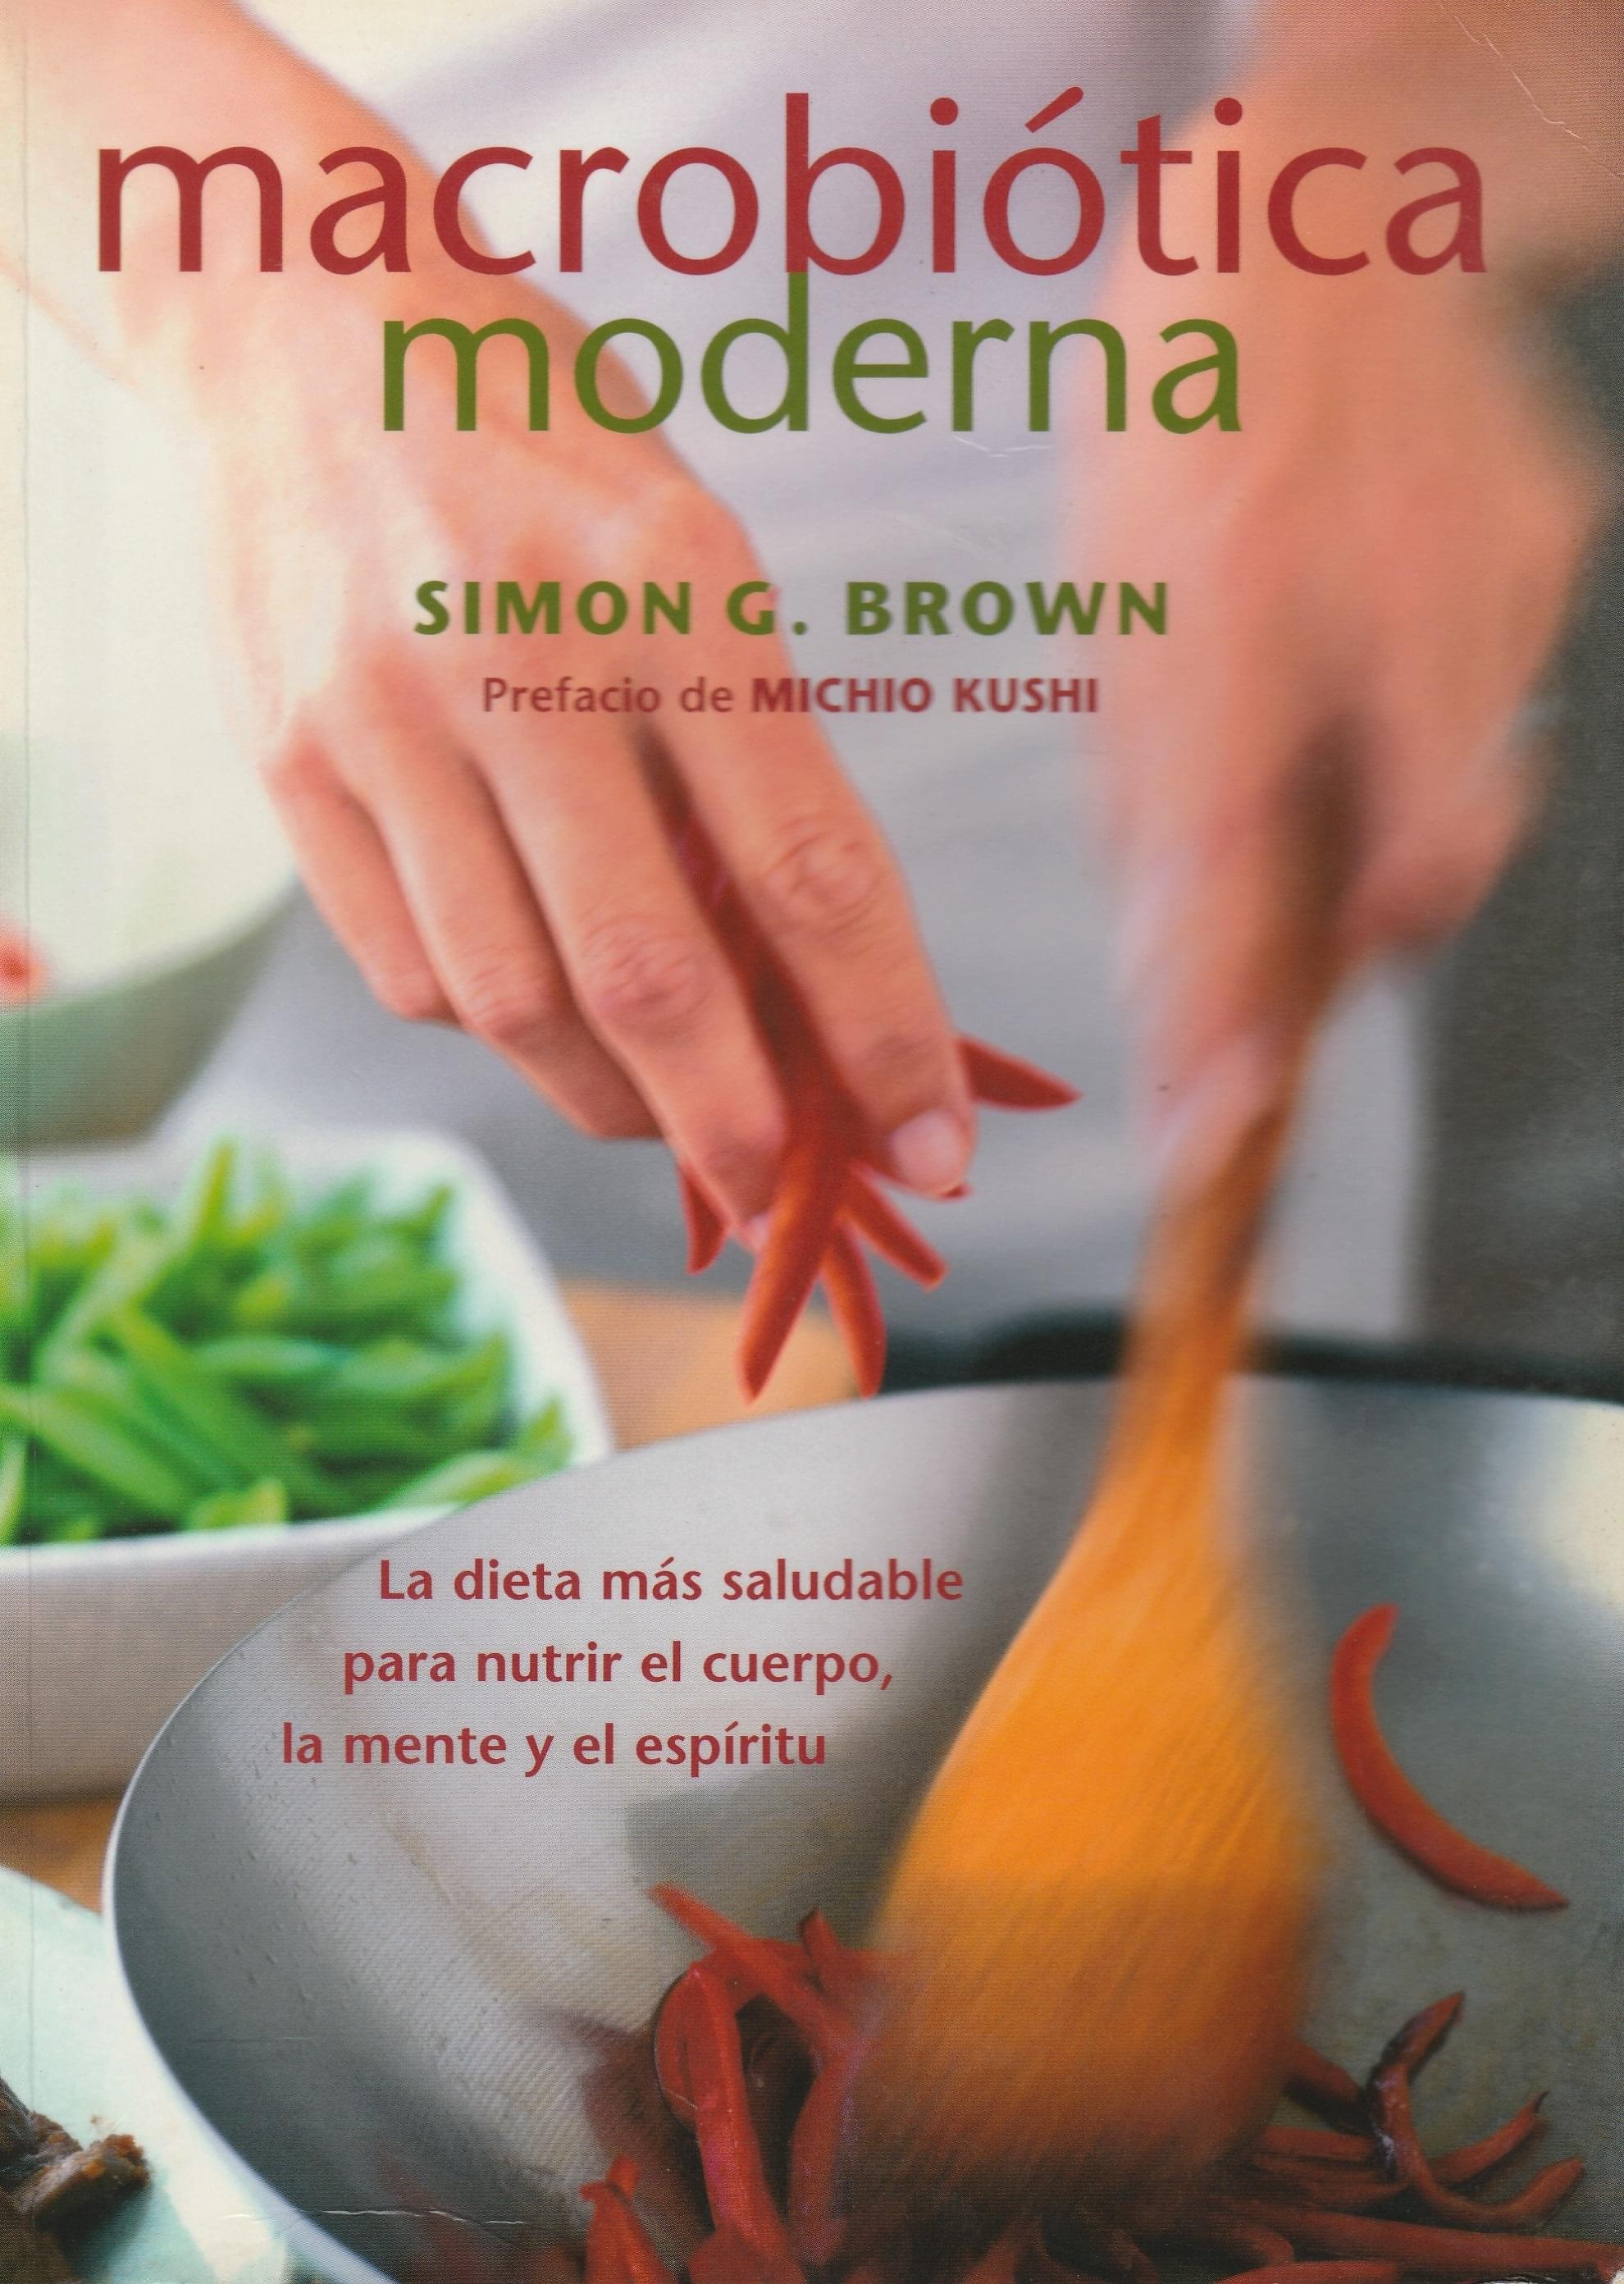 macrobiótica
moderna
SIMON G. BROWN
Prefacio de MICHIO KUSHI
La dieta más saludable
para nutrir el cuerpo,
la mente y el espíritu